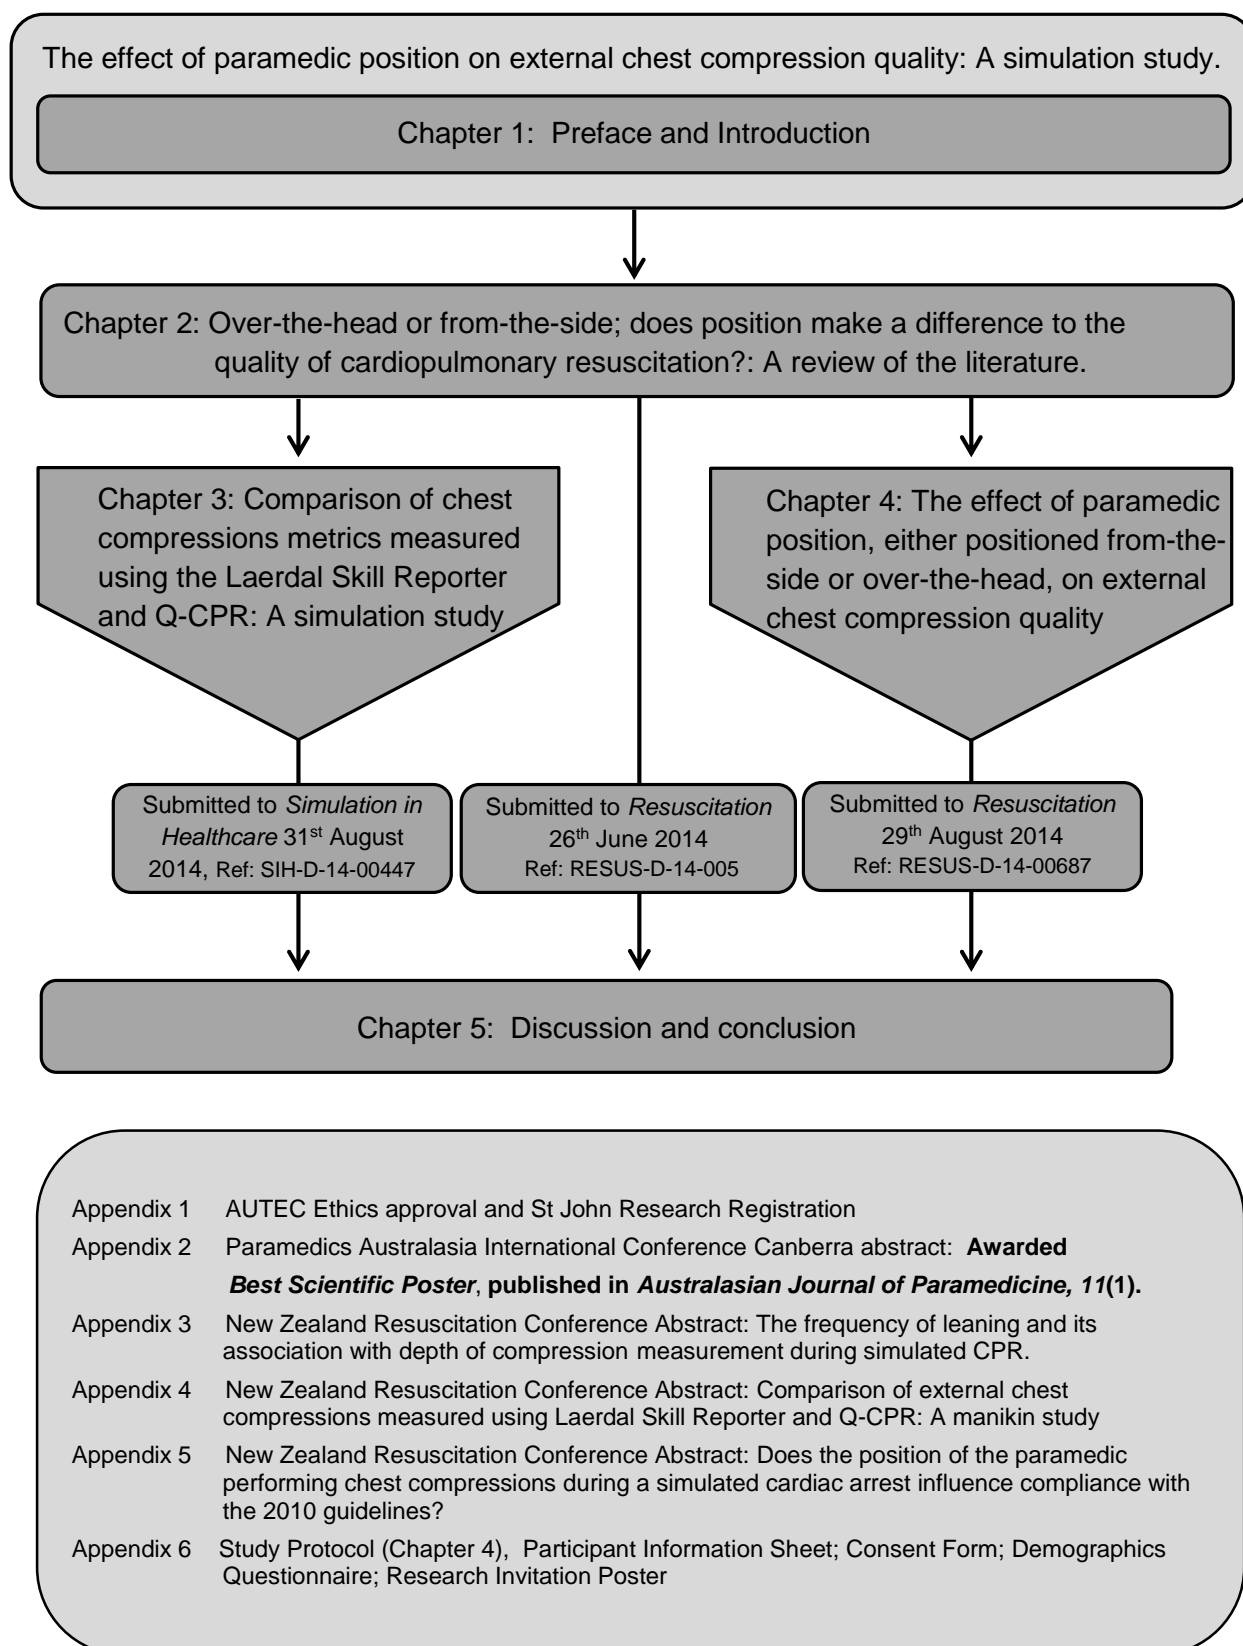 The effect of paramedic position on external chest compression quality: A simulation study.
Chapter 1: Preface and Introduction
Chapter 2: Over-the-head or from-the-side; does position make a difference to the
quality of cardiopulmonary resuscitation?: A review of the literature.
Chapter 3: Comparison of chest
compressions metrics measured
using the Laerdal Skill Reporter
and Q-CPR: A simulation study
Chapter 4: The effect of paramedic
position, either positioned from-the-
side or over-the-head, on external
chest compression quality
Submitted to Simulation in
Healthcare 31st August
2014, Ref: SIH-D-14-00447
Submitted to Resuscitation
26th June 2014
Ref: RESUS-D-14-005
Submitted to Resuscitation
29th August 2014
Ref: RESUS-D-14-00687
Chapter 5: Discussion and conclusion
Appendix 1 AUTEC Ethics approval and St John Research Registration
Appendix 2 Paramedics Australasia International Conference Canberra abstract: Awarded
Best Scientific Poster, published in Australasian Journal of Paramedicine, 11(1).
Appendix 3 New Zealand Resuscitation Conference Abstract: The frequency of leaning and its
association with depth of compression measurement during simulated CPR.
Appendix 4 New Zealand Resuscitation Conference Abstract: Comparison of external chest
compressions measured using Laerdal Skill Reporter and Q-CPR: A manikin study
Appendix 5 New Zealand Resuscitation Conference Abstract: Does the position of the paramedic
performing chest compressions during a simulated cardiac arrest influence compliance with
the 2010 guidelines?
Appendix 6 Study Protocol (Chapter 4), Participant Information Sheet; Consent Form; Demographics
Questionnaire; Research Invitation Poster